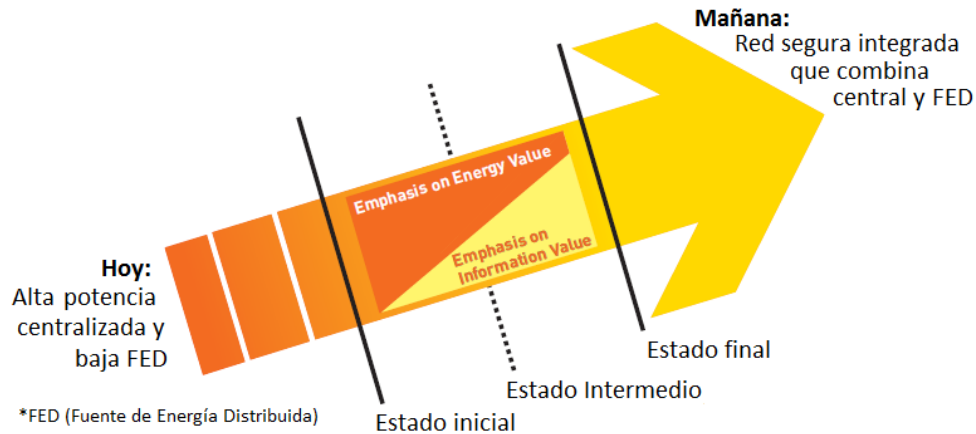 Mañana:
Red segura integrada
que combina
central y FED
Emphasis on Energy Value
Emphasis on
Information Value
Hoy:
Alta potencia
centralizada y
baja FED
Estado final
Estado Intermedio
Estado inicial
*FED (Fuente de Energía Distribuida)